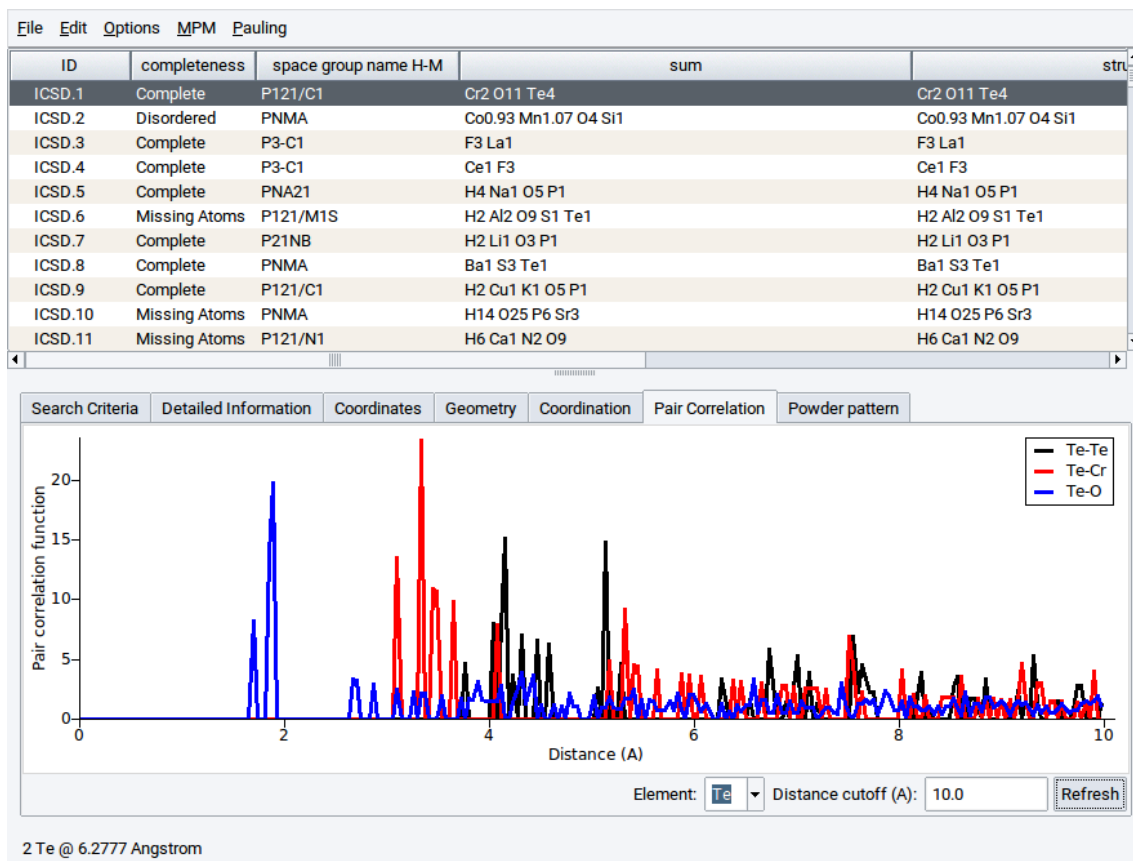 File Edit Options MPM Pauling
ID completeness space group name H-M sum stru
ICSD.1 Complete P121/C1 Cr2 O11 Te4 Cr2 O11 Te4
ICSD.2 Disordered PNMA Co0.93 Mn1.07 O4 Si1 Co0.93 Mn1.07 O4 Si1
ICSD.3 Complete P3-C1 F3 La1 F3 La1
ICSD.4 Complete P3-C1 Ce1 F3 Ce1 F3
ICSD.5 Complete PNA21 H4 Na1 O5 P1 H4 Na1 O5 P1
ICSD.6 Missing Atoms P121/M1S H2 Al2 O9 S1 Te1 H2 Al2 O9 S1 Te1
ICSD.7 Complete P21NB H2 Li1 O3 P1 H2 Li1 O3 P1
ICSD.8 Complete PNMA Ba1 S3 Te1 Ba1 S3 Te1
ICSD.9 Complete P121/C1 H2 Cu1 K1 O5 P1 H2 Cu1 K1 O5 P1
ICSD.10 Missing Atoms PNMA H14 O25 P6 Sr3 H14 O25 P6 Sr3
ICSD.11 Missing Atoms P121/N1 H6 Ca1 N2 O9 H6 Ca1 N2 O9
Search Criteria Detailed Information Coordinates Geometry Coordination Pair Correlation Powder pattern
Pair correlation function
20
15
10
5
0
Te-Te
Te-Cr
Te-O
0 2 4 6 8 10
Distance (A)
Element: Te Distance cutoff (A): 10.0 Refresh
2 Te @ 6.2777 Angstrom